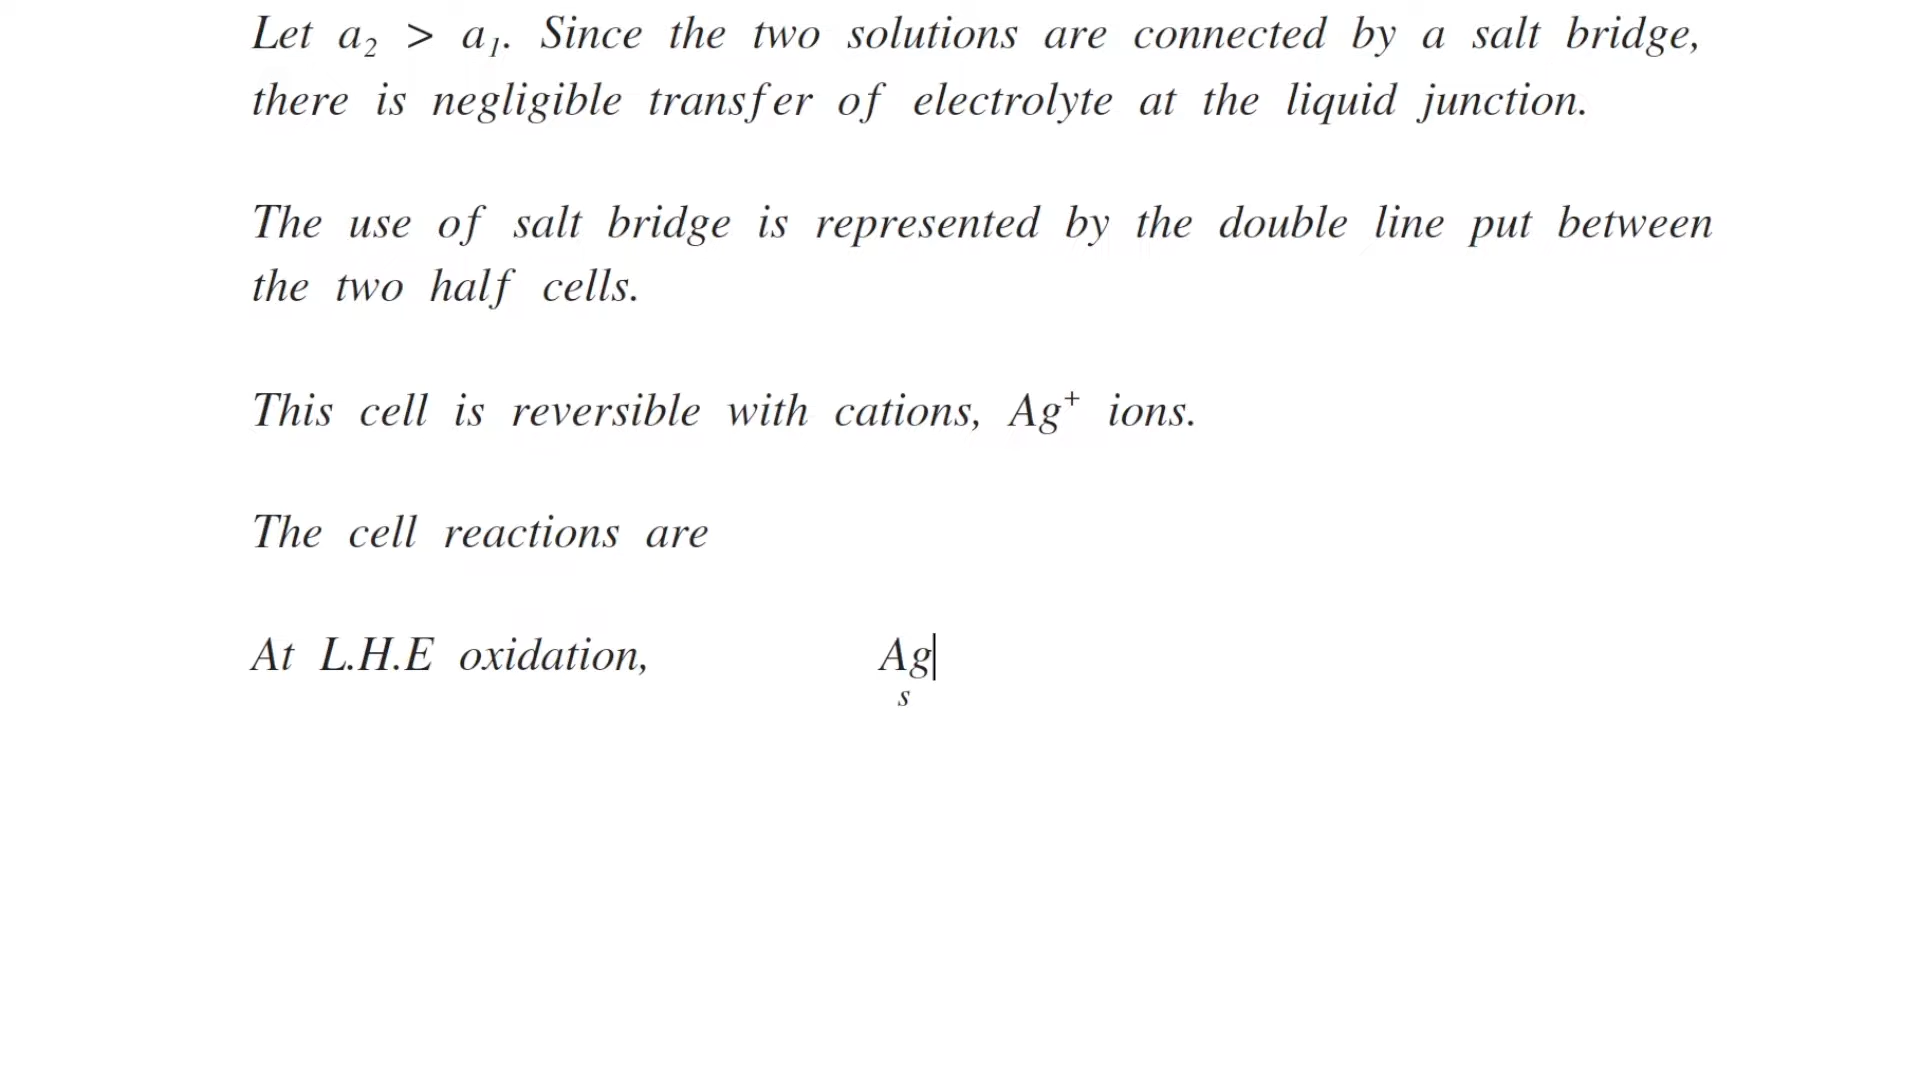 Let a₂ > a₁. Since the two solutions are connected by a salt bridge,
there is negligible transfer of electrolyte at the liquid junction.
The use of salt bridge is represented by the double line put between
the two half cells.
This cell is reversible with cations, Ag⁺ ions.
The cell reactions are
At L.H.E oxidation, Ag
s